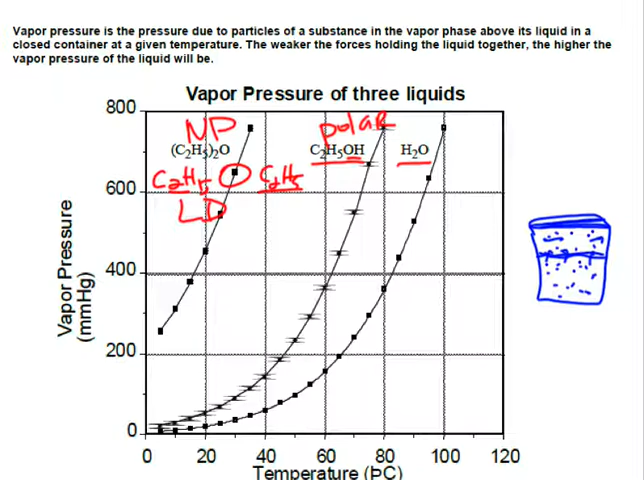 Vapor pressure is the pressure due to particles of a substance in the vapor phase above its liquid in a
closed container at a given temperature. The weaker the forces holding the liquid together, the higher the
vapor pressure of the liquid will be.
Vapor Pressure of three liquids
800
NP
polar
(C₂H₅)₂O
C₂H₅OH
H₂O
C₂H₅ O C₂H₅
600
LD
Vapor Pressure
(mmHg)
400
200
0
0 20 40 60 80 100 120
Temperature (ÞC)